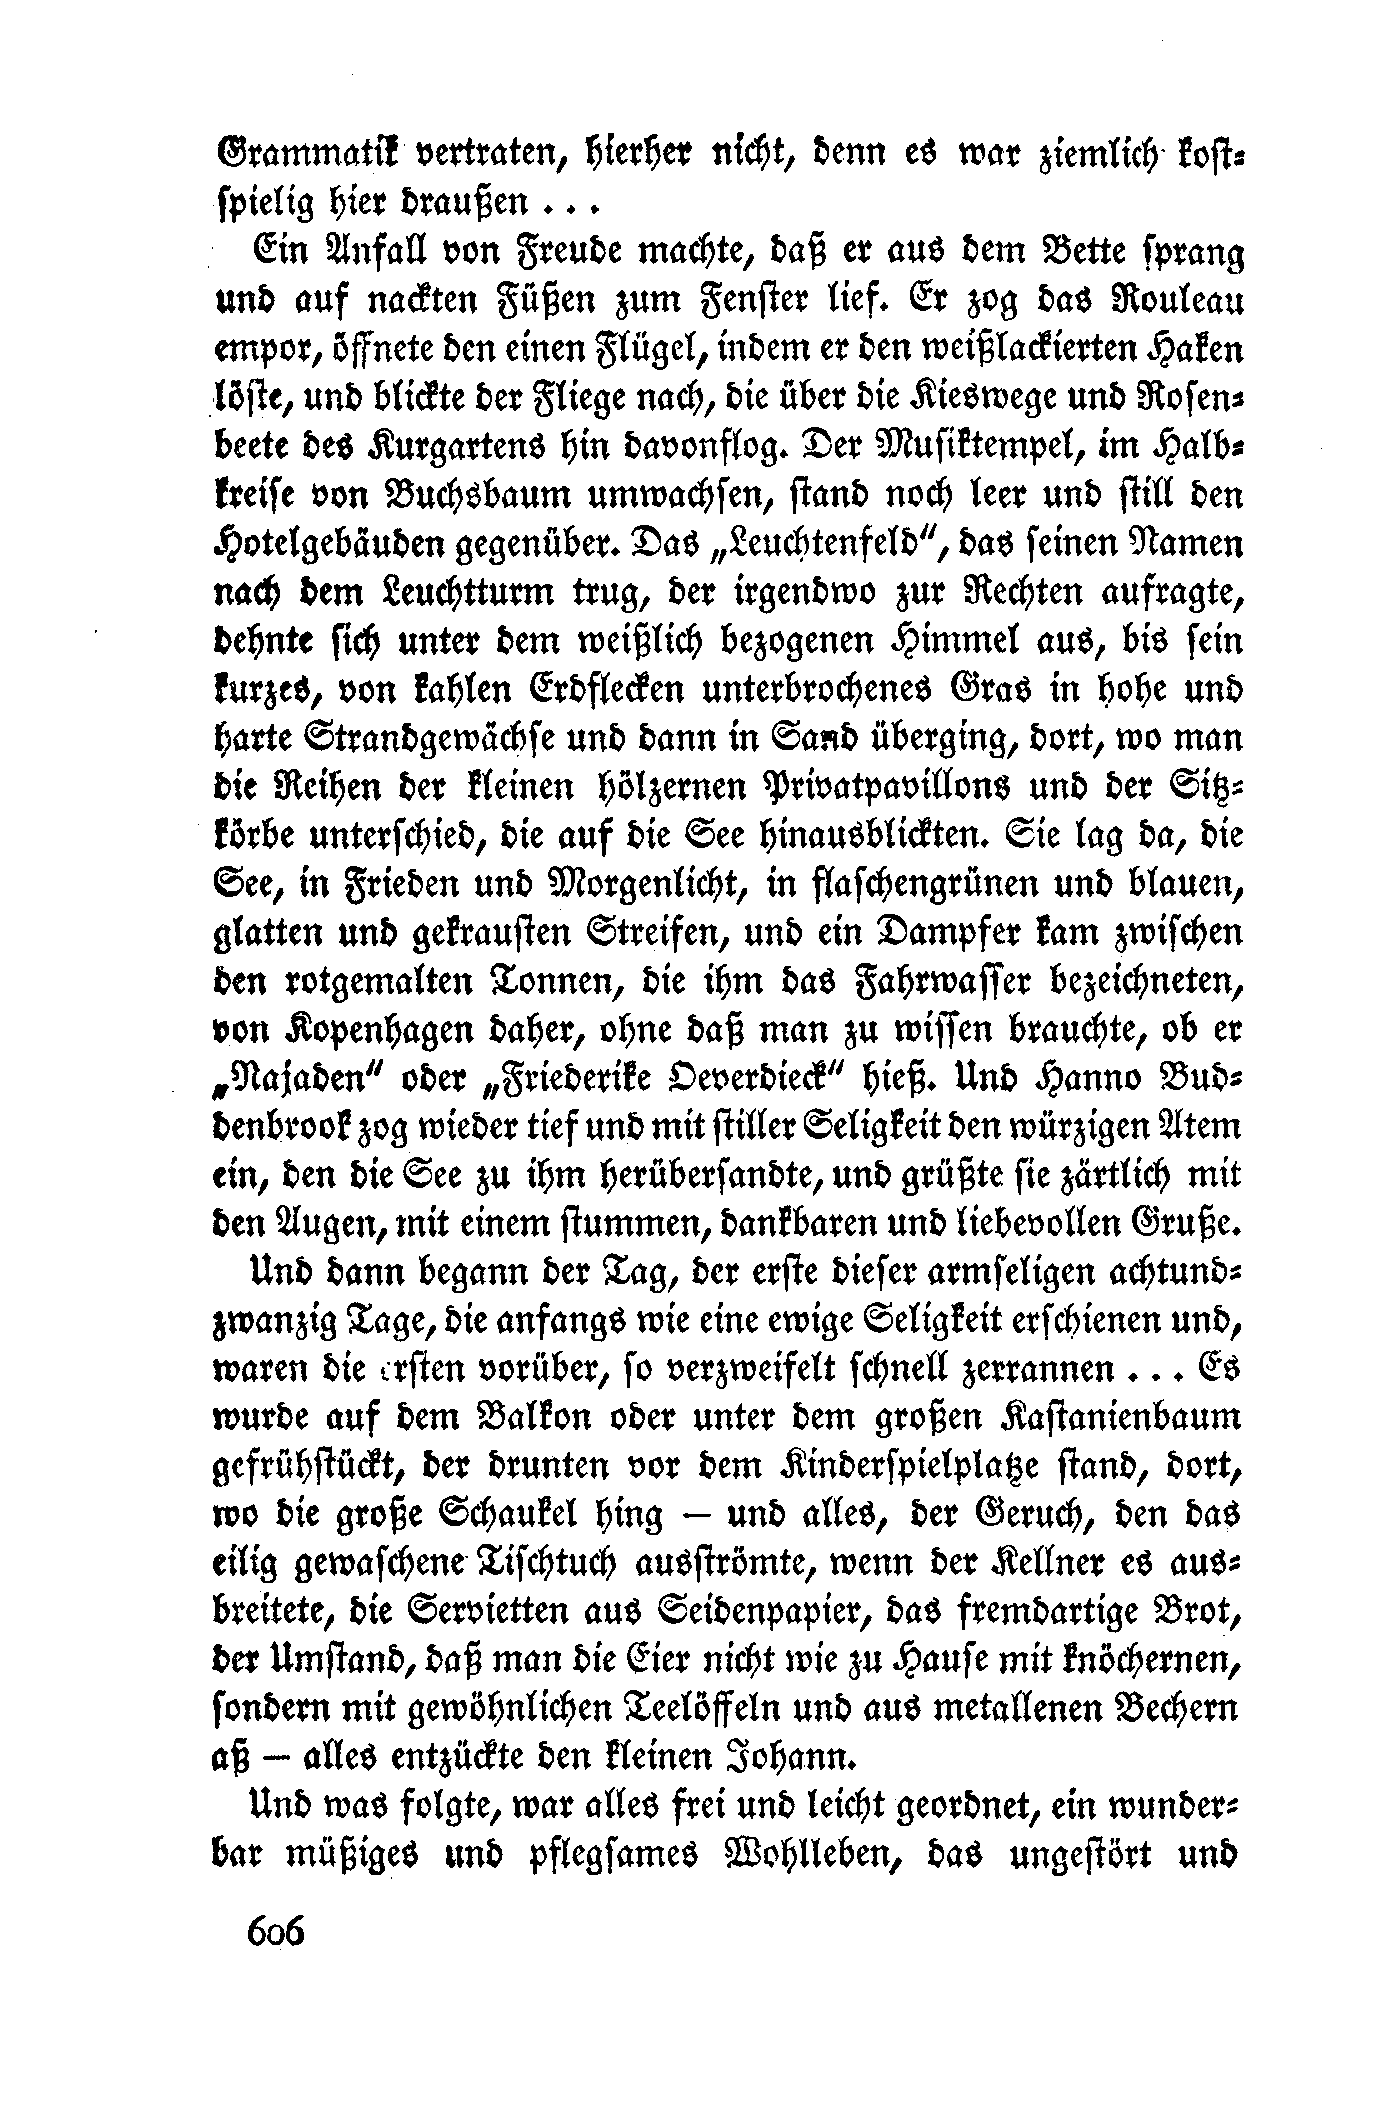 Grammatik vertraten, hierher nicht, denn es war ziemlich kost-
spielig hier draußen . . .
Ein Anfall von Freude machte, daß er aus dem Bette sprang
und auf nackten Füßen zum Fenster lief. Er zog das Rouleau
empor, öffnete den einen Flügel, indem er den weißlackierten Haken
löste, und blickte der Fliege nach, die über die Kieswege und Rosen-
beete des Kurgartens hin davonflog. Der Musiktempel, im Halb-
kreise von Buchsbaum umwachsen, stand noch leer und still den
Hotelgebäuden gegenüber. Das „Leuchtenfeld“, das seinen Namen
nach dem Leuchtturm trug, der irgendwo zur Rechten aufragte,
dehnte sich unter dem weißlich bezogenen Himmel aus, bis sein
kurzes, von kahlen Erdflecken unterbrochenes Gras in hohe und
harte Strandgewächse und dann in Sand überging, dort, wo man
die Reihen der kleinen hölzernen Privatpavillons und der Sitz-
körbe unterschied, die auf die See hinausblickten. Sie lag da, die
See, in Frieden und Morgenlicht, in flaschengrünen und blauen,
glatten und gekrausten Streifen, und ein Dampfer kam zwischen
den rotgemalten Tonnen, die ihm das Fahrwasser bezeichneten,
von Kopenhagen daher, ohne daß man zu wissen brauchte, ob er
„Najaden“ oder „Friederike Oeverdieck“ hieß. Und Hanno Bud-
denbrook zog wieder tief und mit stiller Seligkeit den würzigen Atem
ein, den die See zu ihm herübersandte, und grüßte sie zärtlich mit
den Augen, mit einem stummen, dankbaren und liebevollen Gruße.
Und dann begann der Tag, der erste dieser armseligen achtund-
zwanzig Tage, die anfangs wie eine ewige Seligkeit erschienen und,
waren die ersten vorüber, so verzweifelt schnell zerrannen . . . Es
wurde auf dem Balkon oder unter dem großen Kastanienbaum
gefrühstückt, der drunten vor dem Kinderspielplatze stand, dort,
wo die große Schaukel hing — und alles, der Geruch, den das
eilig gewaschene Tischtuch ausströmte, wenn der Kellner es aus-
breitete, die Servietten aus Seidenpapier, das fremdartige Brot,
der Umstand, daß man die Eier nicht wie zu Hause mit knöchernen,
sondern mit gewöhnlichen Teelöffeln und aus metallenen Bechern
aß — alles entzückte den kleinen Johann.
Und was folgte, war alles frei und leicht geordnet, ein wunder-
bar müßiges und pflegsames Wohlleben, das ungestört und
606